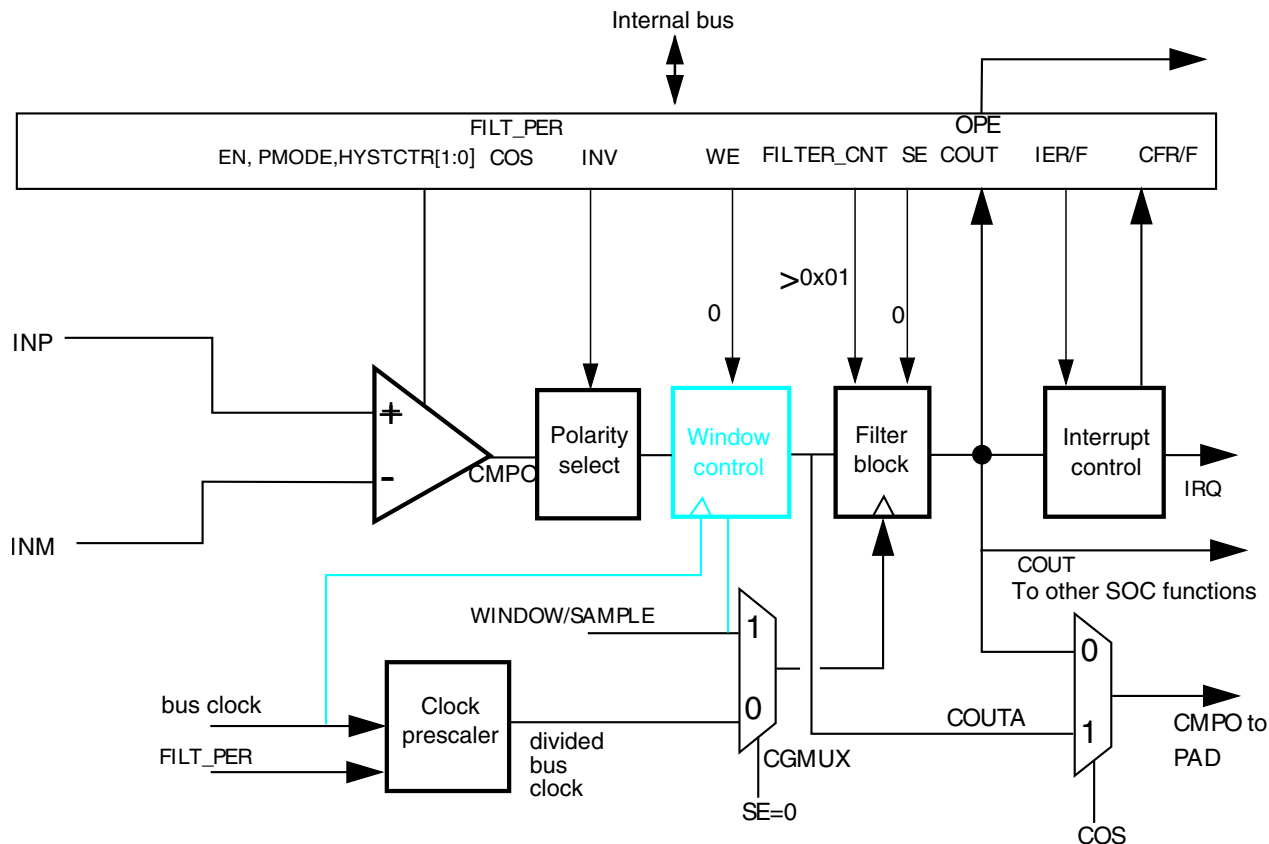 Internal bus
FILT_PER
OPE
EN, PMODE,HYSTCTR[1:0] COS INV WE FILTER_CNT SE COUT IER/F CFR/F
>0x01
0
0
INP
+
-
INM
CMPO
Polarity
select
Window
control
Filter
block
Interrupt
control
IRQ
COUT
To other SOC functions
WINDOW/SAMPLE
1
0
CGMUX
SE=0
bus clock
FILT_PER
Clock
prescaler
divided
bus
clock
COUTA
0
1
CMPO to
PAD
COS